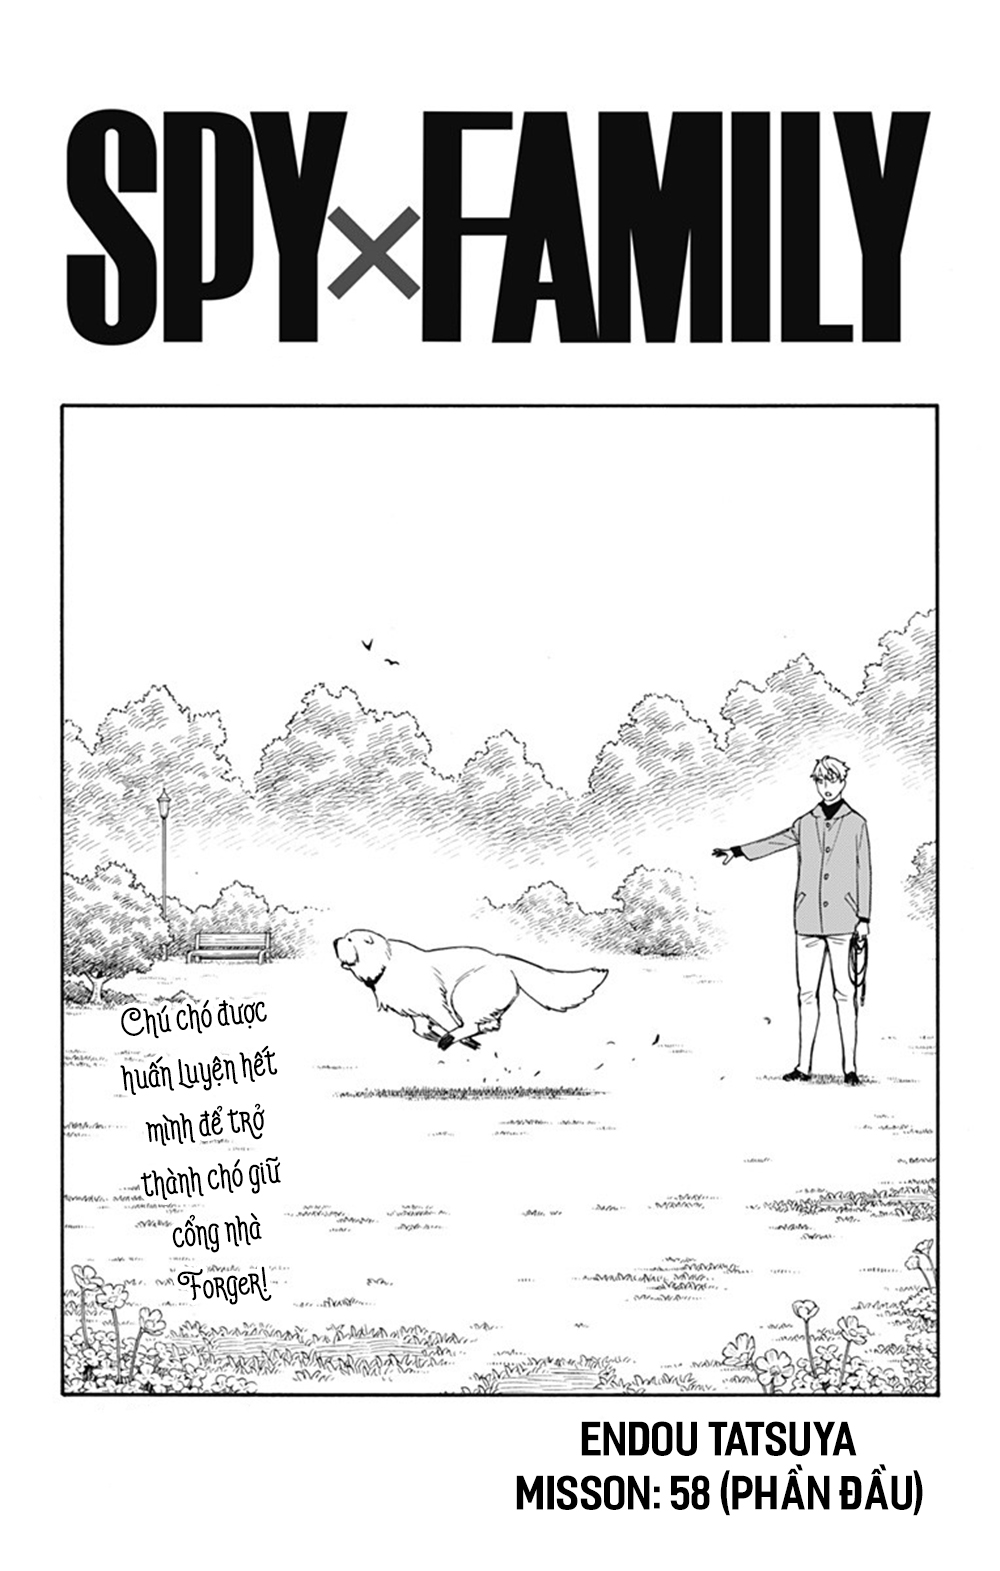 SPY×FAMILY
Chú chó được
huấn luyện hết
mình để trở
thành chó giữ
cổng nhà
Forger!
ENDOU TATSUYA
MISSON: 58 (PHẦN ĐẦU)